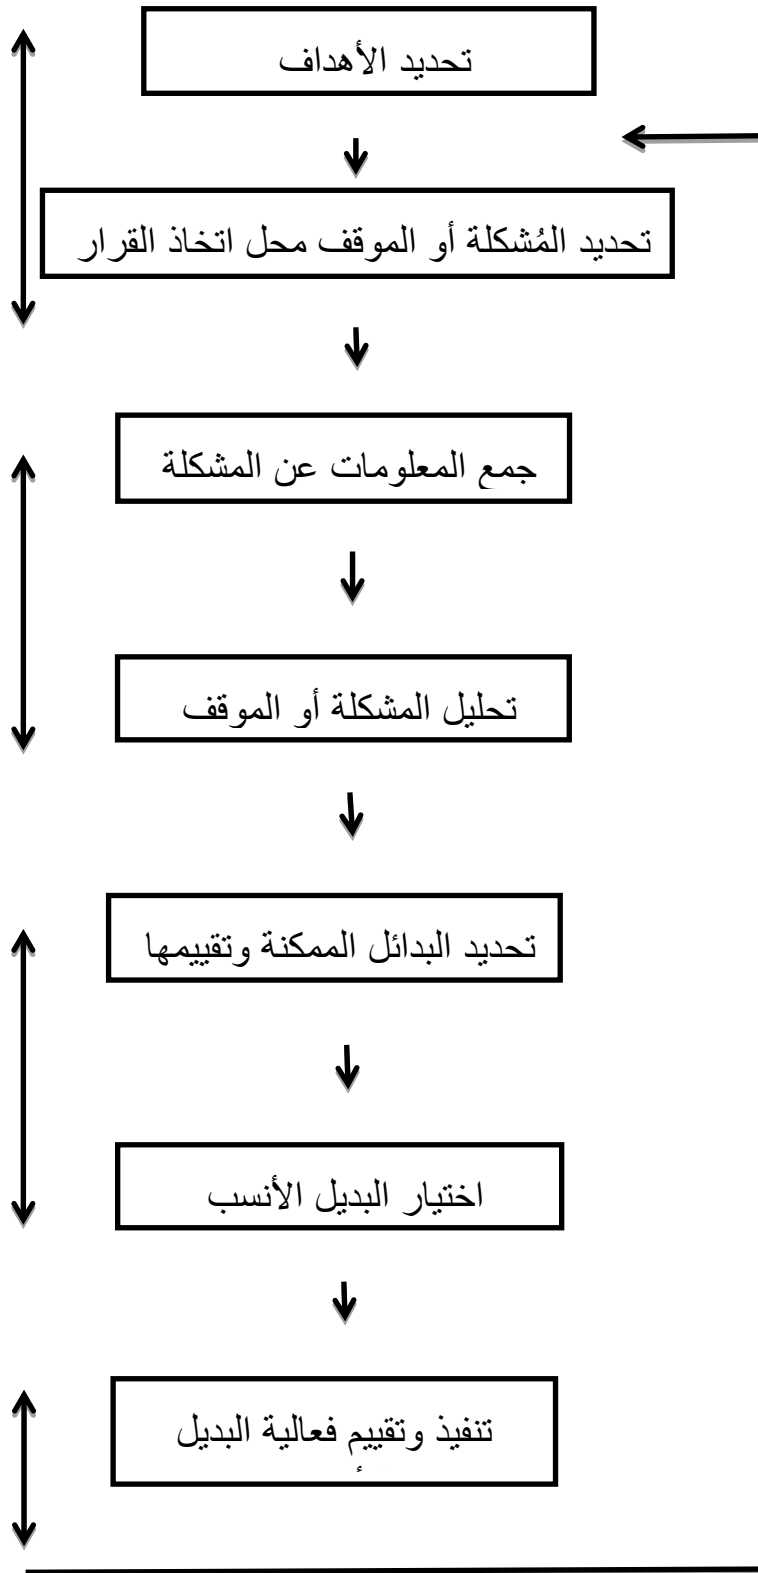 تحديد الأهداف
تحديد المُشكلة أو الموقف محل اتخاذ القرار
جمع المعلومات عن المشكلة
تحليل المشكلة أو الموقف
تحديد البدائل الممكنة وتقييمها
اختيار البديل الأنسب
تنفيذ وتقييم فعالية البديل